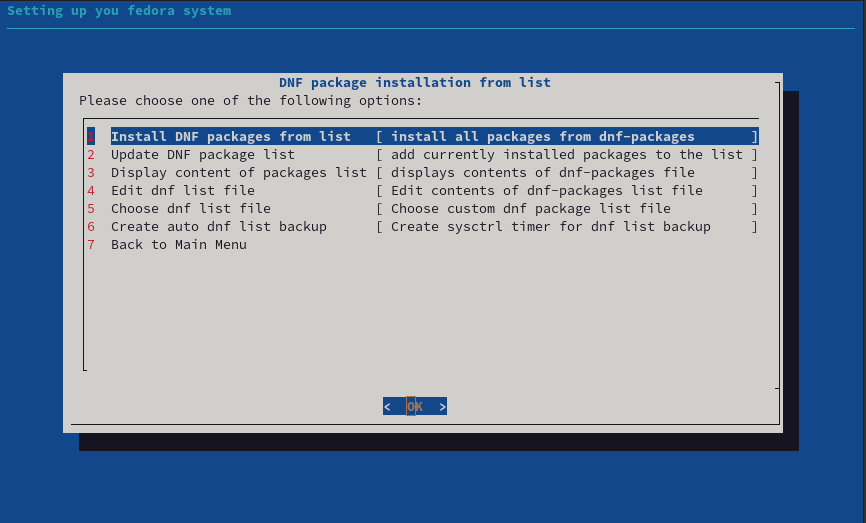 Setting up you fedora system
DNF package installation from list
Please choose one of the following options:
1 Install DNF packages from list [ install all packages from dnf-packages ]
2 Update DNF package list [ add currently installed packages to the list ]
3 Display content of packages list [ displays contents of dnf-packages file ]
4 Edit dnf list file [ Edit contents of dnf-packages list file ]
5 Choose dnf list file [ Choose custom dnf package list file ]
6 Create auto dnf list backup [ Create sysctrl timer for dnf list backup ]
7 Back to Main Menu
< OK >